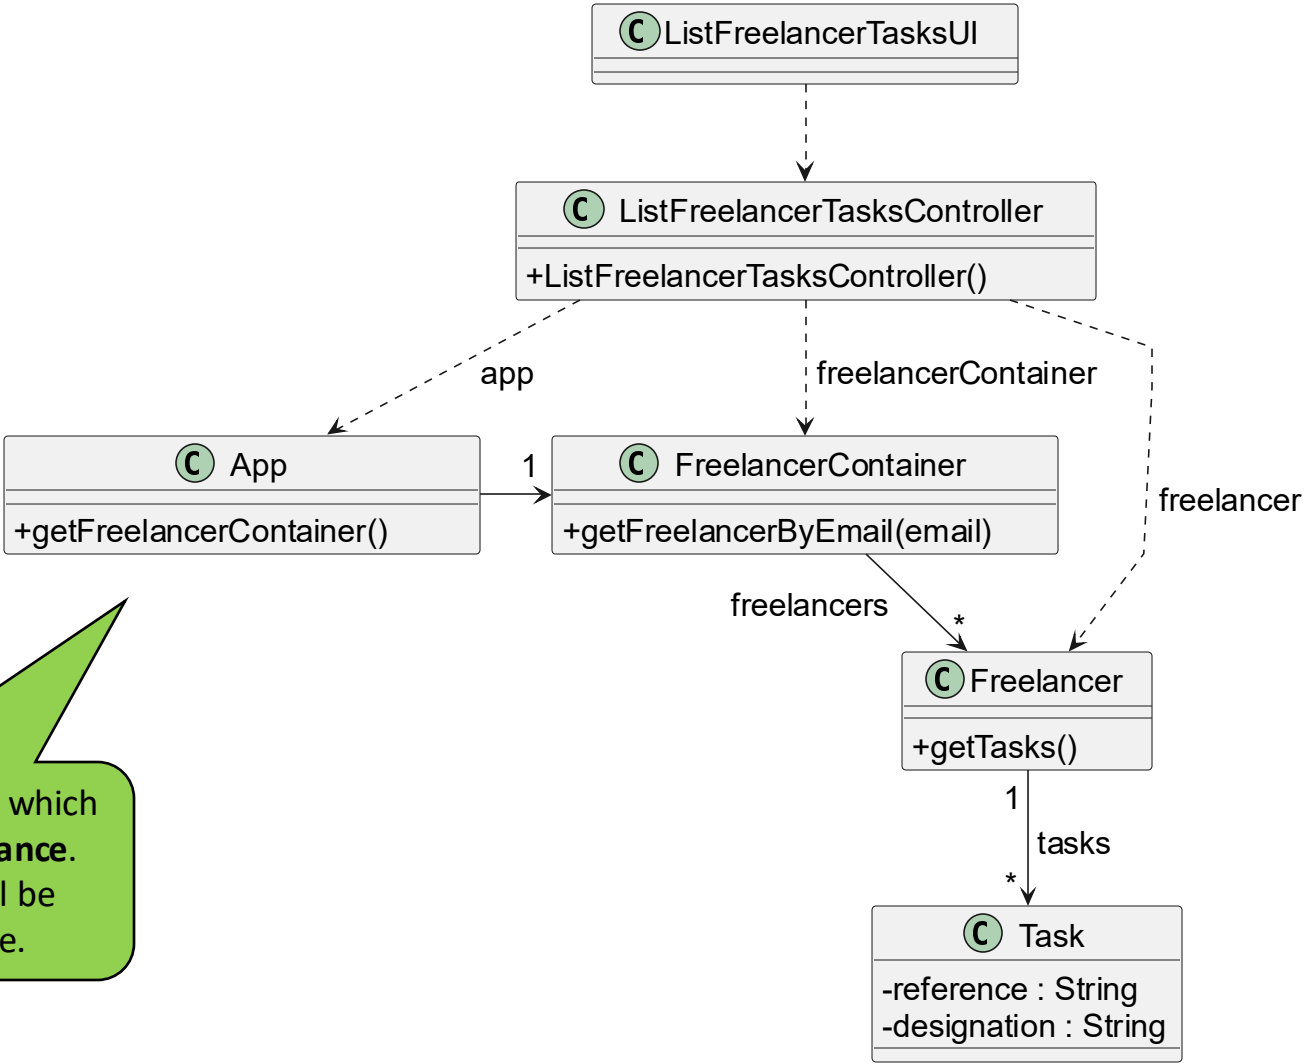 C ListFreelancerTasksUI
C ListFreelancerTasksController
+ListFreelancerTasksController()
app
freelancerContainer
freelancer
C App
+getFreelancerContainer()
1
C FreelancerContainer
+getFreelancerByEmail(email)
freelancers
*
C Freelancer
+getTasks()
1
tasks
*
C Task
-reference : String
-designation : String
which
ance.
l be
e.